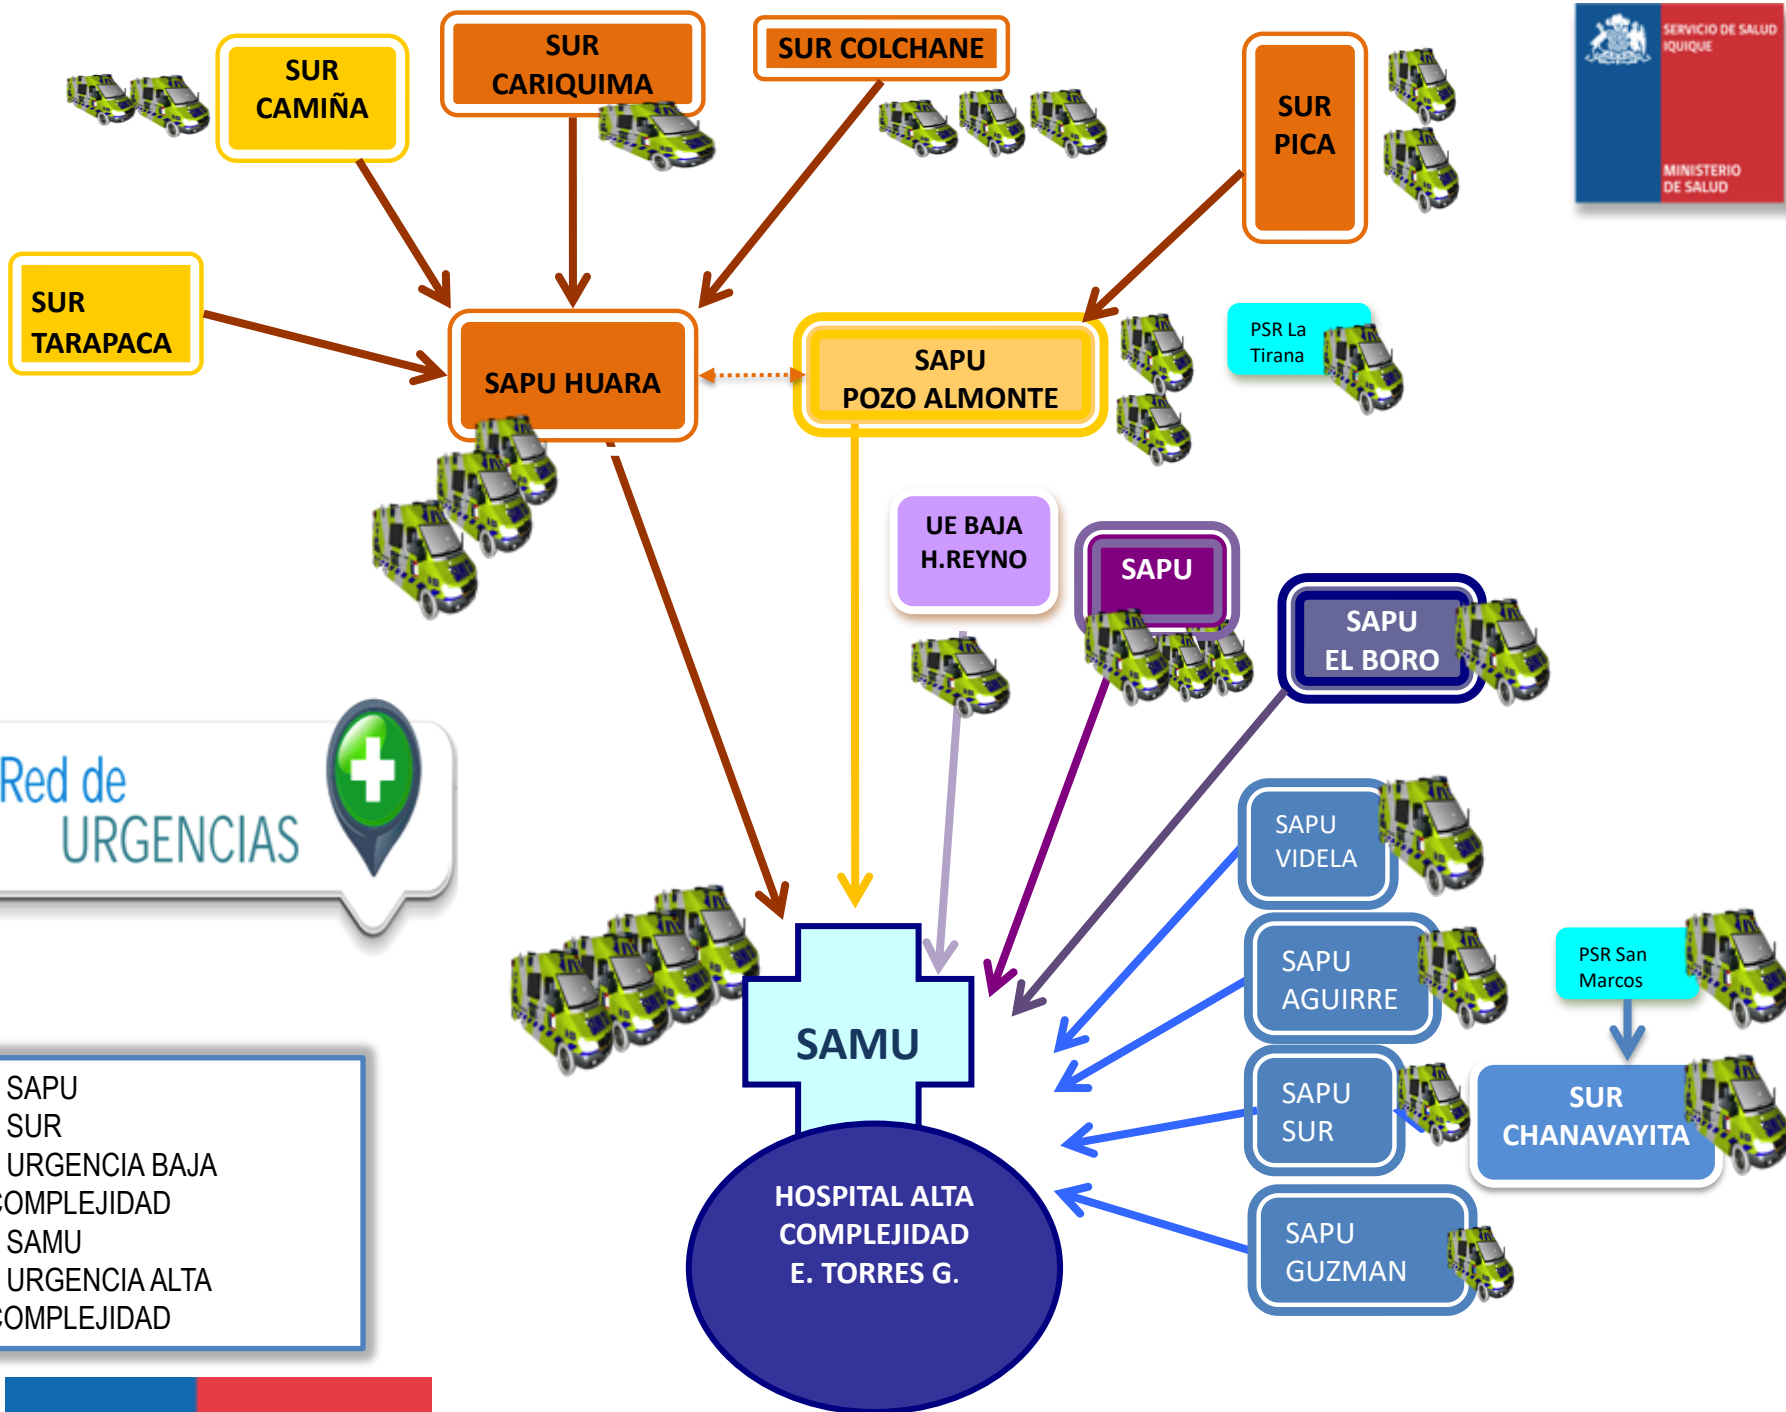 SUR
CAMIÑA
SUR
CARIQUIMA
SUR COLCHANE
SUR
PICA
SERVICIO DE SALUD
IQUIQUE
MINISTERIO
DE SALUD
SUR
TARAPACA
SAPU HUARA
SAPU
POZO ALMONTE
PSR La
Tirana
UE BAJA
H.REYNO
SAPU
SAPU
EL BORO
Red de
URGENCIAS
SAPU
VIDELA
SAPU
AGUIRRE
PSR San
Marcos
SAMU
SAPU
SUR
SUR
CHANAVAYITA
HOSPITAL ALTA
COMPLEJIDAD
E. TORRES G.
SAPU
GUZMAN
SAPU
SUR
URGENCIA BAJA
COMPLEJIDAD
SAMU
URGENCIA ALTA
COMPLEJIDAD